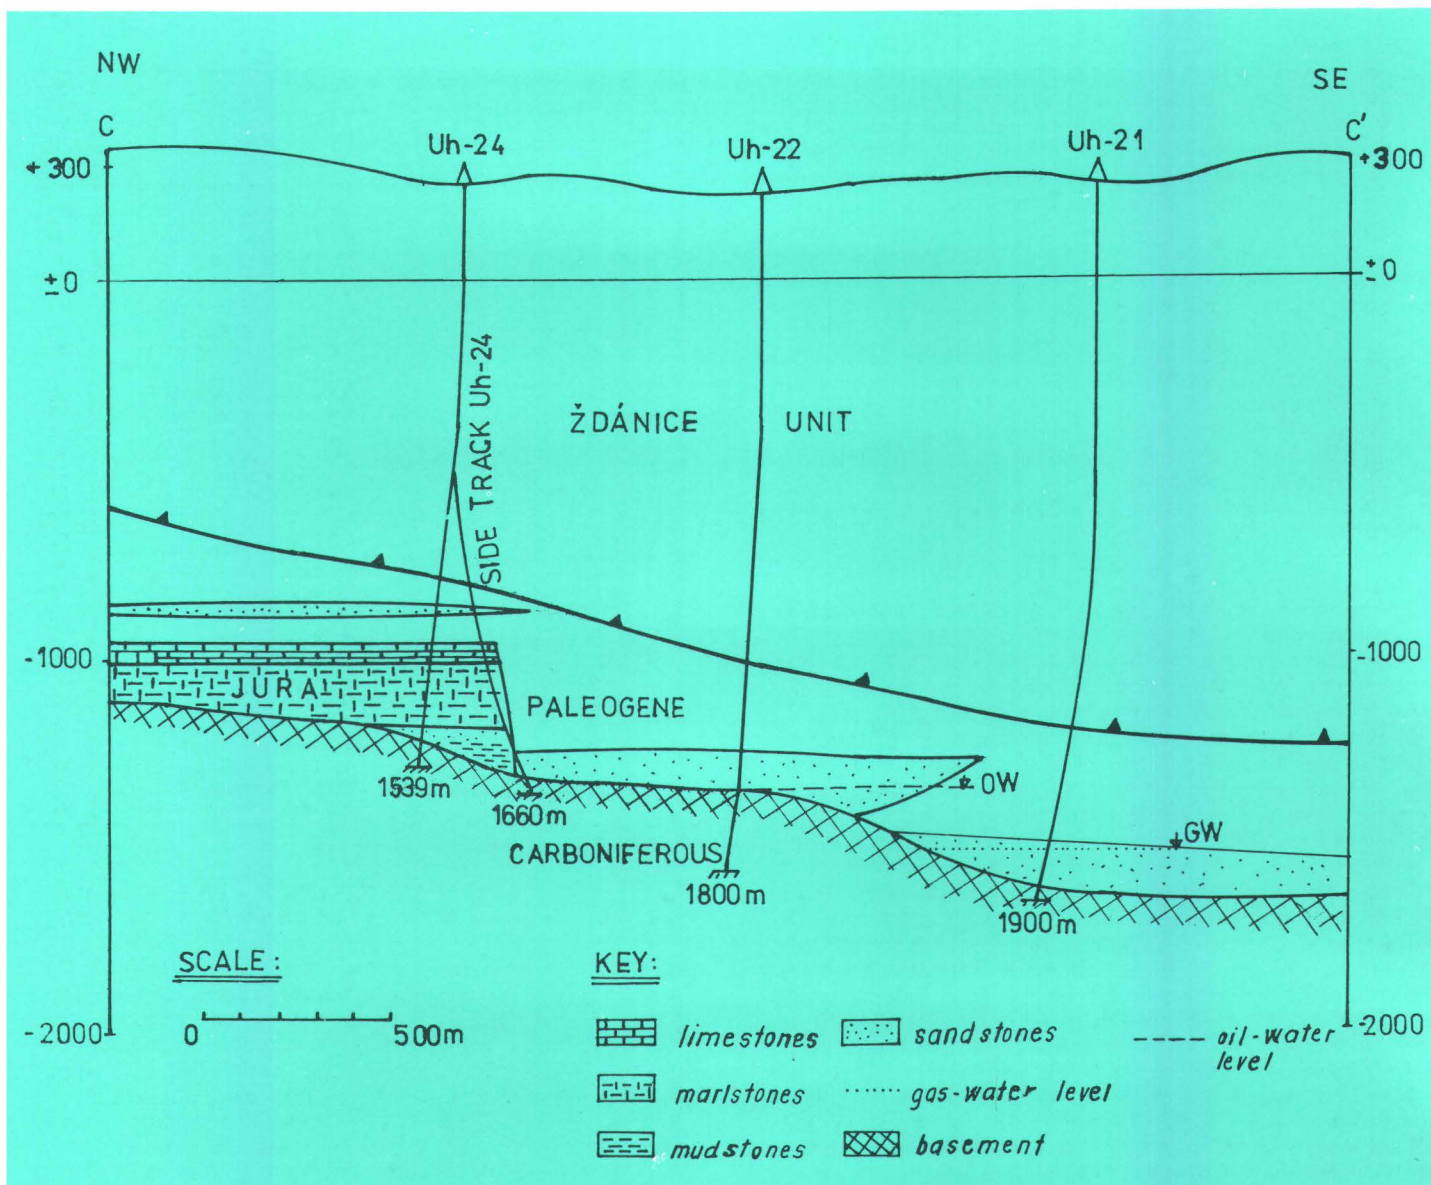 NW
SE
C
C'
Uh-24
Uh-22
Uh-21
+300
+300
±0
±0
SIDE TRACK Uh-24
ŽDÁNICE UNIT
-1000
-1000
JURA
PALEOGENE
OW
1539m
1660m
GW
CARBONIFEROUS
1800m
1900m
SCALE:
KEY:
-2000
0 500m
-2000
limestones
sandstones
oil-water
level
marlstones
gas-water level
mudstones
basement